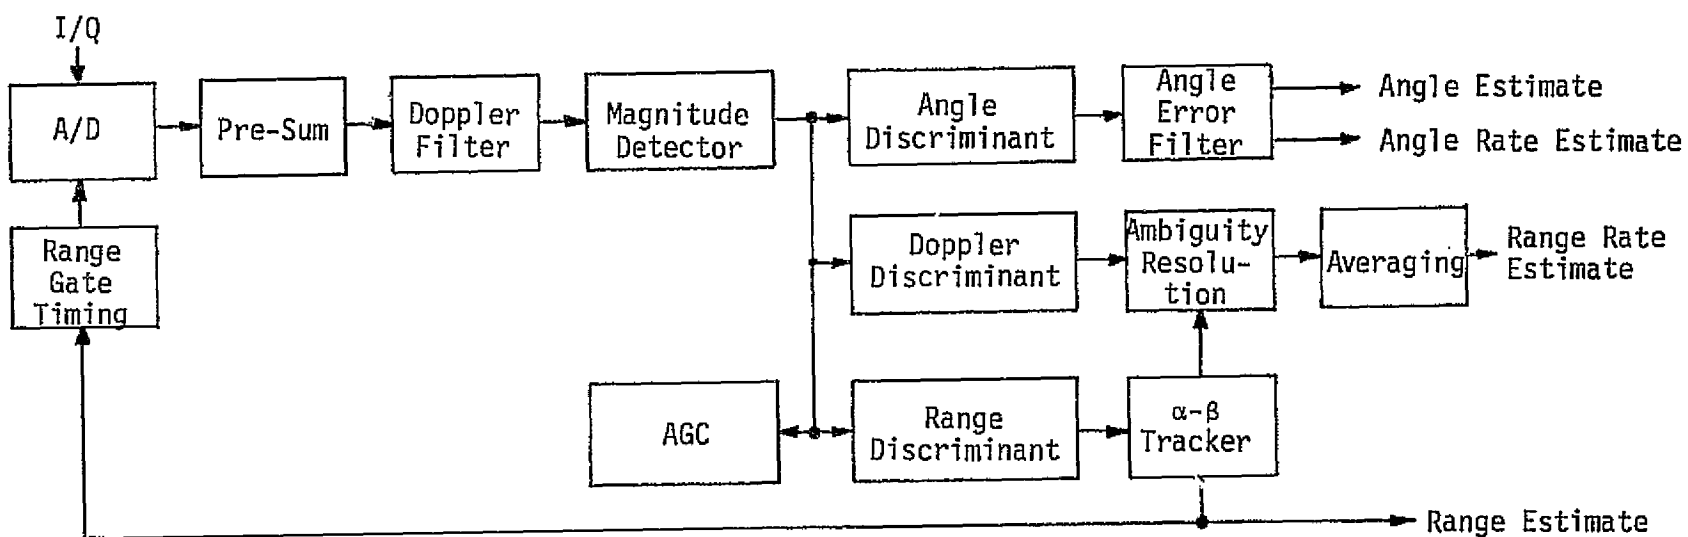 I/Q
A/D
Pre-Sum
Doppler
Filter
Magnitude
Detector
Angle
Discriminant
Angle
Error
Filter
Angle Estimate
Angle Rate Estimate
Range
Gate
Timing
Doppler
Discriminant
Ambiguity
Resolu-
tion
Averaging
Range Rate
Estimate
AGC
Range
Discriminant
α-β
Tracker
Range Estimate